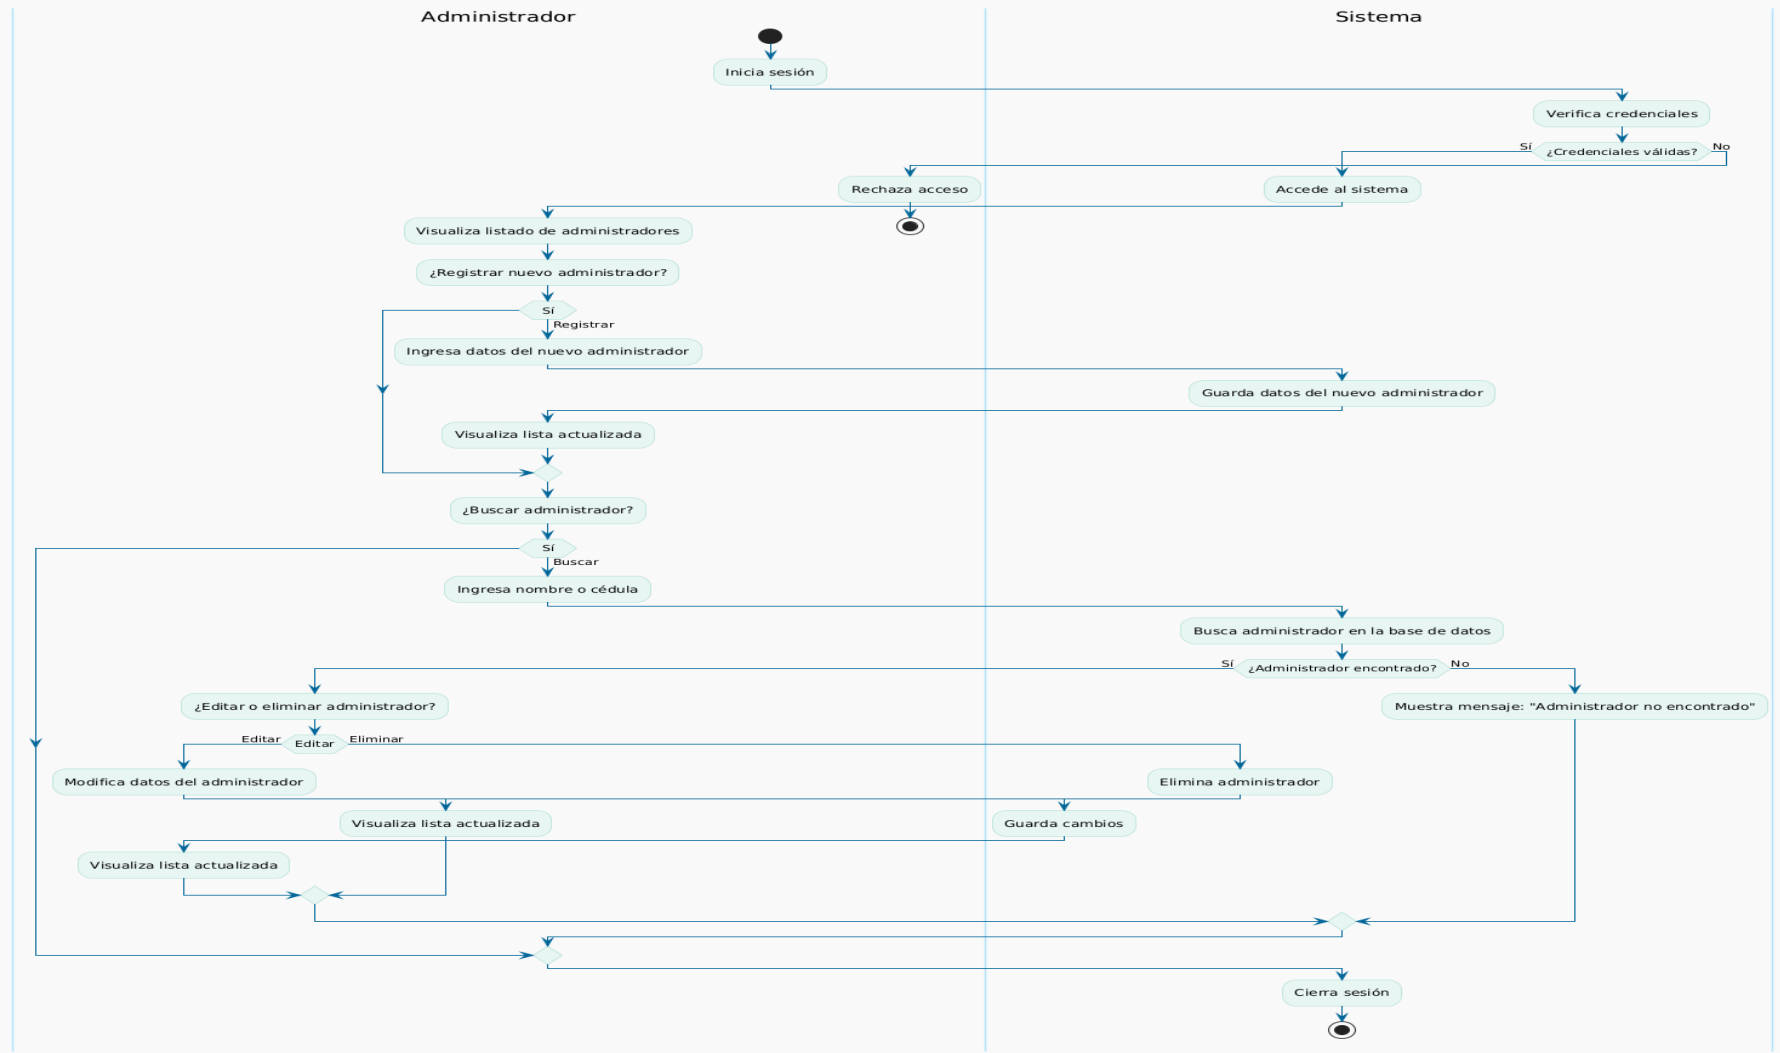 Administrador
Sistema
Inicia sesión
Verifica credenciales
Sí
¿Credenciales válidas?
No
Rechaza acceso
Accede al sistema
Visualiza listado de administradores
¿Registrar nuevo administrador?
Sí
Registrar
Ingresa datos del nuevo administrador
Guarda datos del nuevo administrador
Visualiza lista actualizada
¿Buscar administrador?
Sí
Buscar
Ingresa nombre o cédula
Busca administrador en la base de datos
Sí
¿Administrador encontrado?
No
¿Editar o eliminar administrador?
Muestra mensaje: "Administrador no encontrado"
Editar
Editar
Eliminar
Modifica datos del administrador
Elimina administrador
Visualiza lista actualizada
Guarda cambios
Visualiza lista actualizada
Cierra sesión